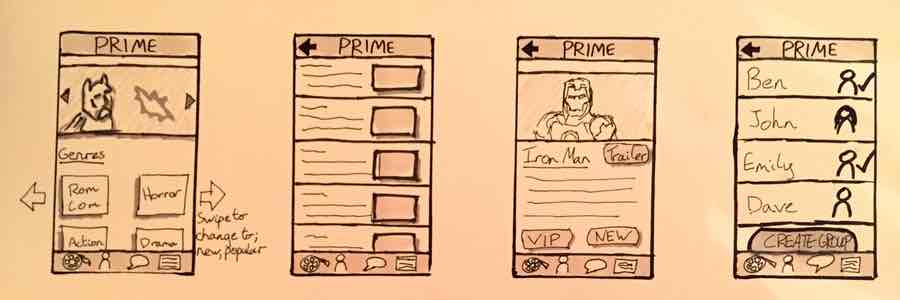 PRIME
Genres
Rom
Com
Horror
Action
Drama
Swipe to
change to;
new, popular
PRIME
PRIME
Iron Man
Trailer
VIP
NEW
PRIME
Ben
John
Emily
Dave
CREATE GROUP